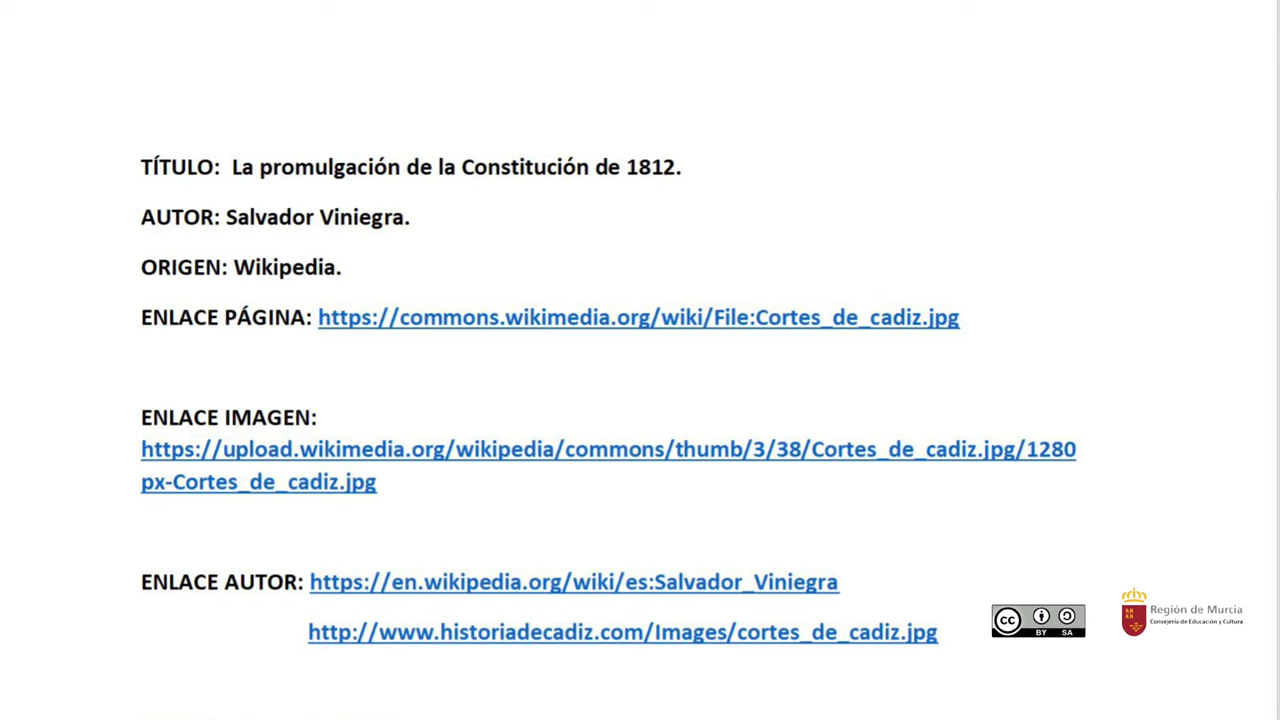 TÍTULO:  La promulgación de la Constitución de 1812.
AUTOR: Salvador Viniegra.
ORIGEN: Wikipedia.
ENLACE PÁGINA: https://commons.wikimedia.org/wiki/File:Cortes_de_cadiz.jpg
ENLACE IMAGEN:
https://upload.wikimedia.org/wikipedia/commons/thumb/3/38/Cortes_de_cadiz.jpg/1280
px-Cortes_de_cadiz.jpg
ENLACE AUTOR: https://en.wikipedia.org/wiki/es:Salvador_Viniegra
http://www.historiadecadiz.com/Images/cortes_de_cadiz.jpg
cc BY SA
Región de Murcia
Consejería de Educación y Cultura